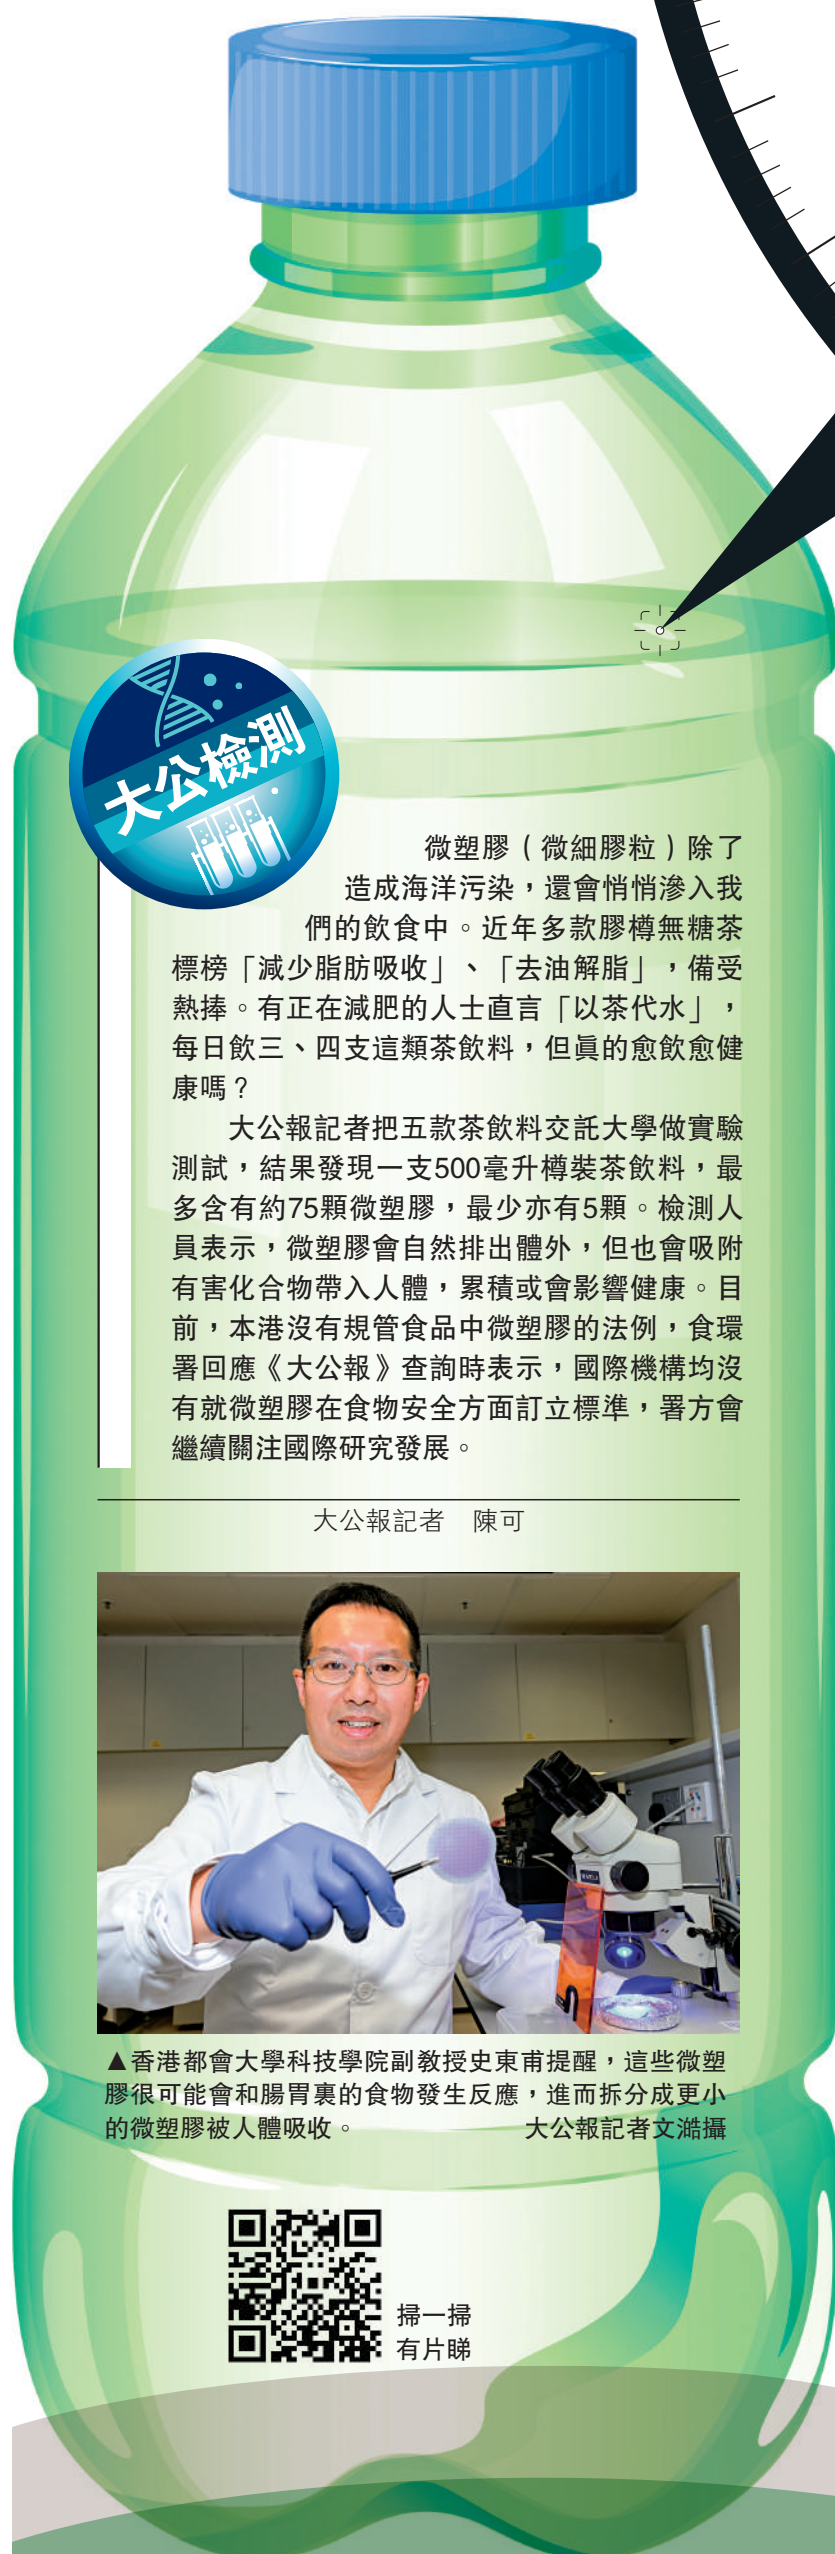 大公檢測
微塑膠（微細膠粒）除了
造成海洋污染，還會悄悄滲入我
們的飲食中。近年多款膠樽無糖茶
標榜「減少脂肪吸收」、「去油解脂」，備受
熱捧。有正在減肥的人士直言「以茶代水」，
每日飲三、四支這類茶飲料，但眞的愈飲愈健
康嗎？
大公報記者把五款茶飲料交託大學做實驗
測試，結果發現一支500毫升樽裝茶飲料，最
多含有約75顆微塑膠，最少亦有5顆。檢測人
員表示，微塑膠會自然排出體外，但也會吸附
有害化合物帶入人體，累積或會影響健康。目
前，本港沒有規管食品中微塑膠的法例，食環
署回應《大公報》查詢時表示，國際機構均沒
有就微塑膠在食物安全方面訂立標準，署方會
繼續關注國際研究發展。
大公報記者　陳可
▲香港都會大學科技學院副教授史東甫提醒，這些微塑
膠很可能會和腸胃裏的食物發生反應，進而拆分成更小
的微塑膠被人體吸收。　大公報記者文澔攝
掃一掃
有片睇